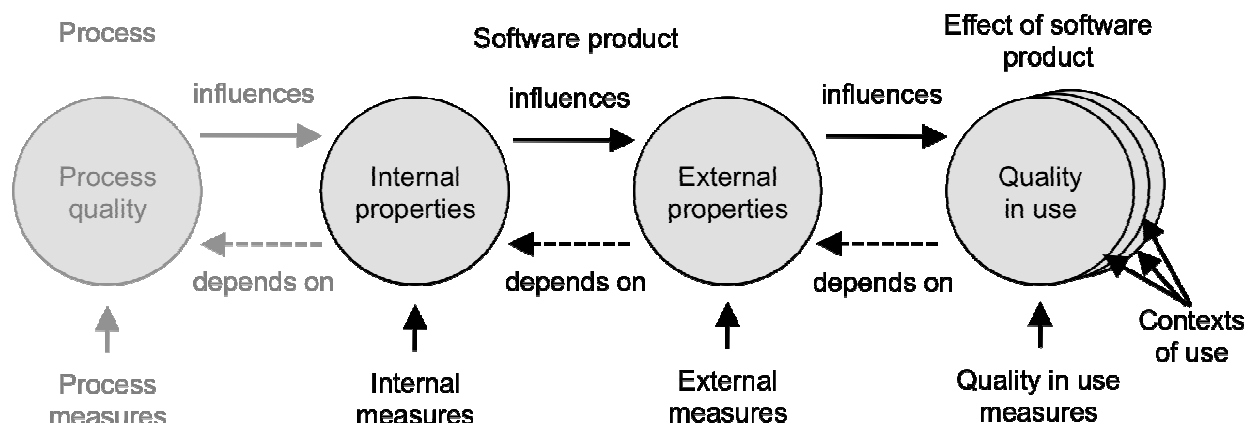 Process
Software product
Effect of software
product
influences
influences
influences
Process
quality
Internal
properties
External
properties
Quality
in use
depends on
depends on
depends on
Contexts
of use
Process
measures
Internal
measures
External
measures
Quality in use
measures